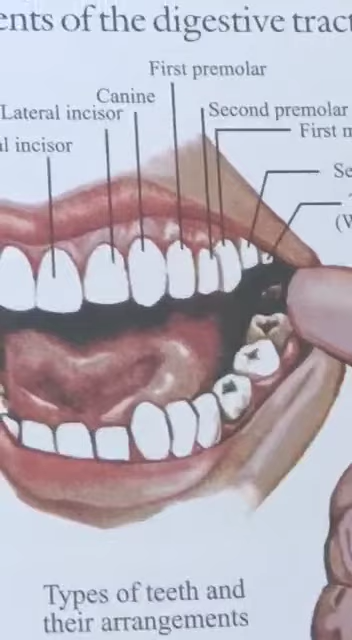 ents of the digestive tract
First premolar
Canine
Lateral incisor
Second premolar
First m
l incisor
Se
(V
Types of teeth and
their arrangements